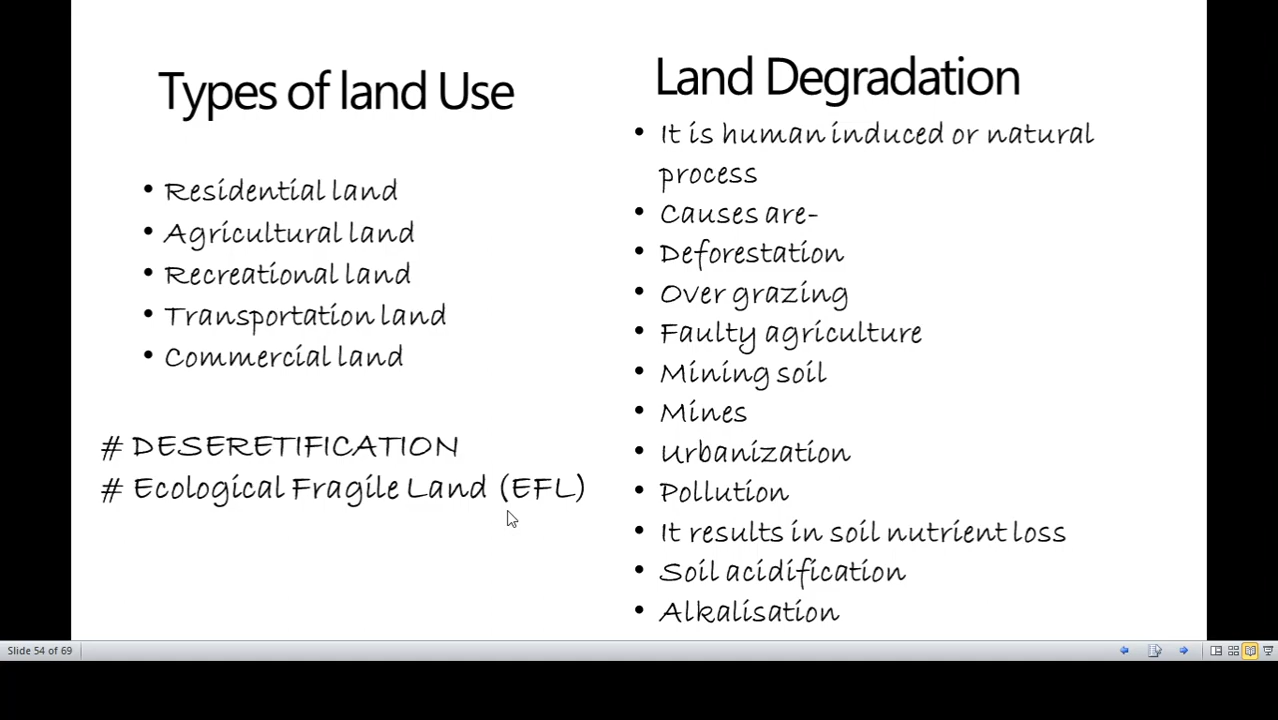 Types of land Use
• Residential land
• Agricultural land
• Recreational land
• Transportation land
• Commercial land
# DESERETIFICATION
# Ecological Fragile Land (EFL)
Land Degradation
• It is human induced or natural
process
• Causes are-
• Deforestation
• Over grazing
• Faulty agriculture
• Mining soil
• Mines
• Urbanization
• Pollution
• It results in soil nutrient loss
• Soil acidification
• Alkalisation
Slide 54 of 69